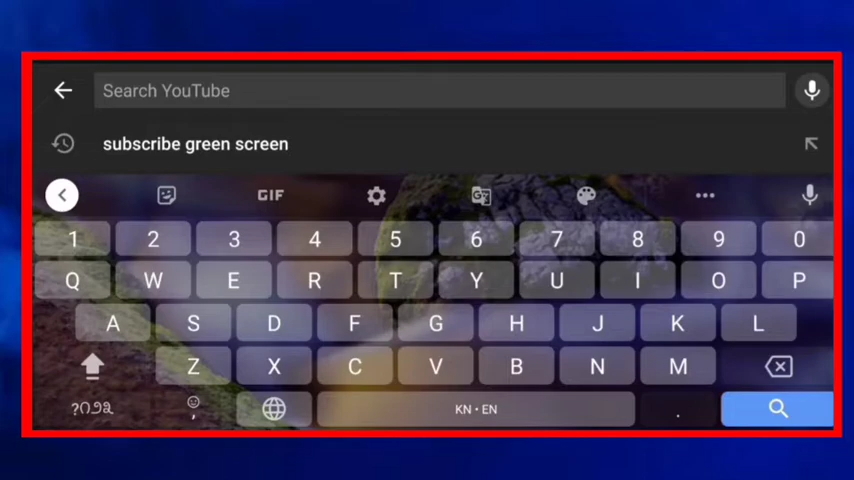 Search YouTube
subscribe green screen
GIF
1 2 3 4 5 6 7 8 9 0
Q W E R T Y U I O P
A S D F G H J K L
Z X C V B N M
?೧೨೩ , KN • EN .